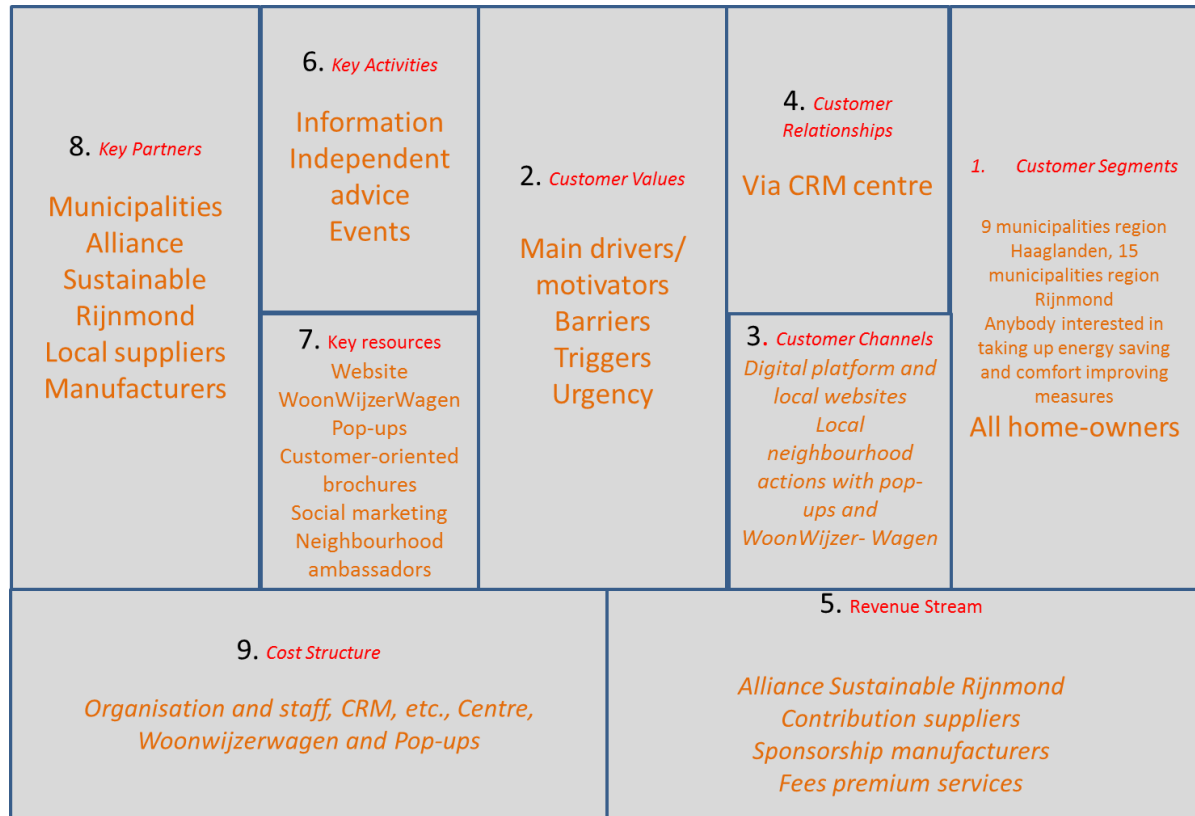 8. Key Partners
Municipalities
Alliance
Sustainable
Rijnmond
Local suppliers
Manufacturers
6. Key Activities
Information
Independent
advice
Events
7. Key resources
Website
WoonWijzerWagen
Pop-ups
Customer-oriented
brochures
Social marketing
Neighbourhood
ambassadors
2. Customer Values
Main drivers/
motivators
Barriers
Triggers
Urgency
4. Customer
Relationships
Via CRM centre
3. Customer Channels
Digital platform and
local websites
Local
neighbourhood
actions with pop-
ups and
WoonWijzer- Wagen
1. Customer Segments
9 municipalities region
Haaglanden, 15
municipalities region
Rijnmond
Anybody interested in
taking up energy saving
and comfort improving
measures
All home-owners
9. Cost Structure
Organisation and staff, CRM, etc., Centre,
Woonwijzerwagen and Pop-ups
5. Revenue Stream
Alliance Sustainable Rijnmond
Contribution suppliers
Sponsorship manufacturers
Fees premium services